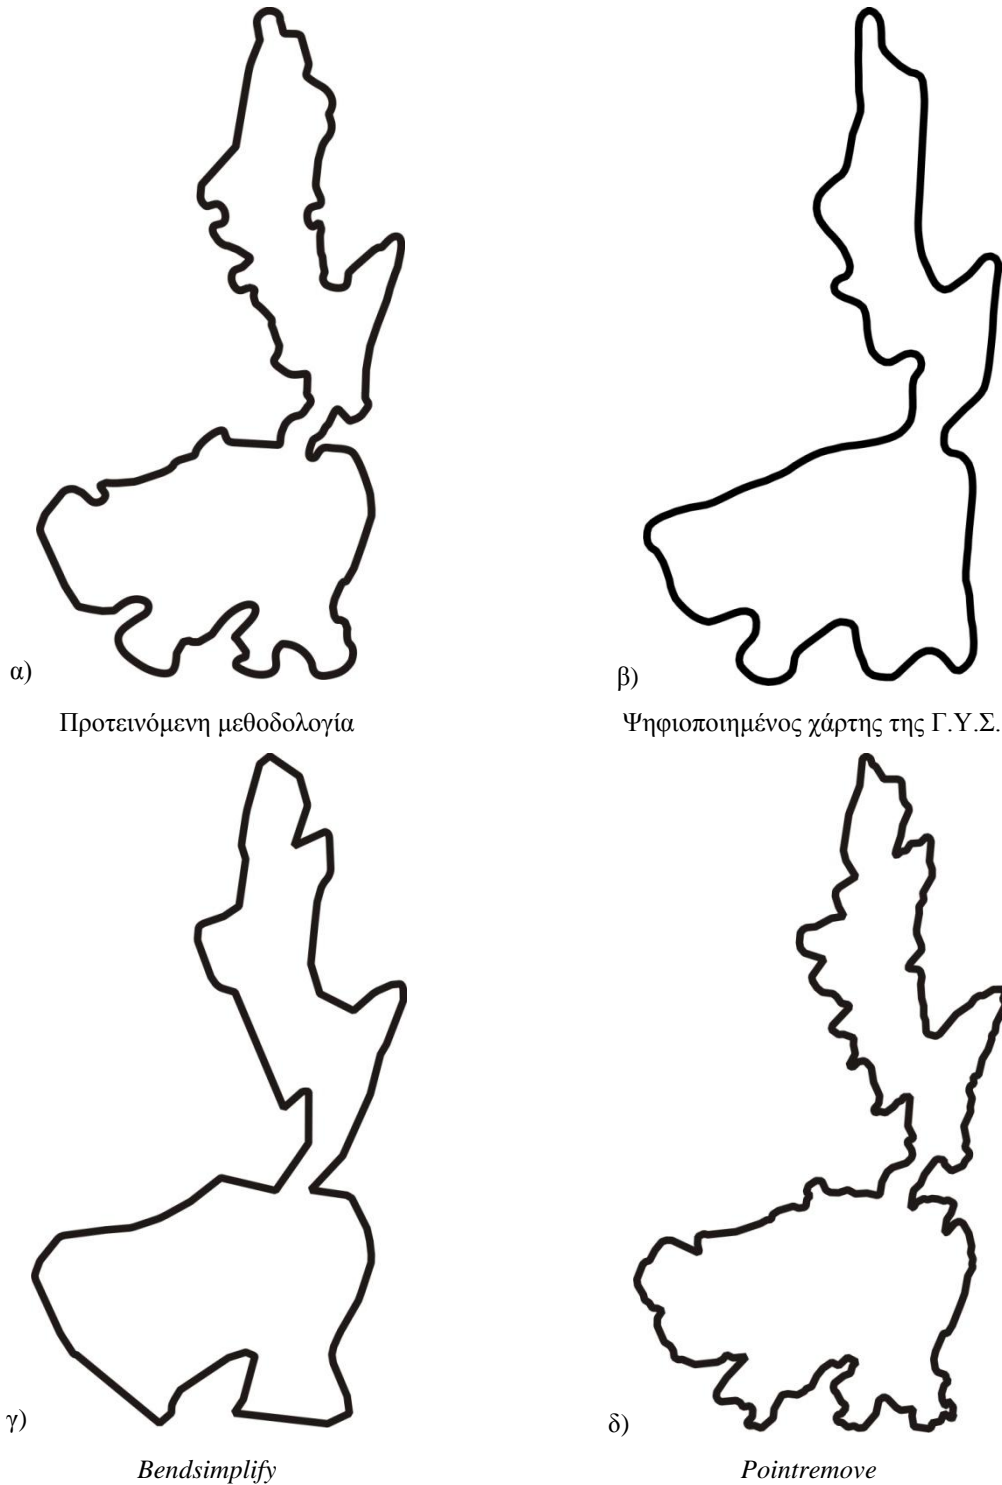 α)
Προτεινόμενη μεθοδολογία
β)
Ψηφιοποιημένος χάρτης της Γ.Υ.Σ.
γ)
Bendsimplify
δ)
Pointremove